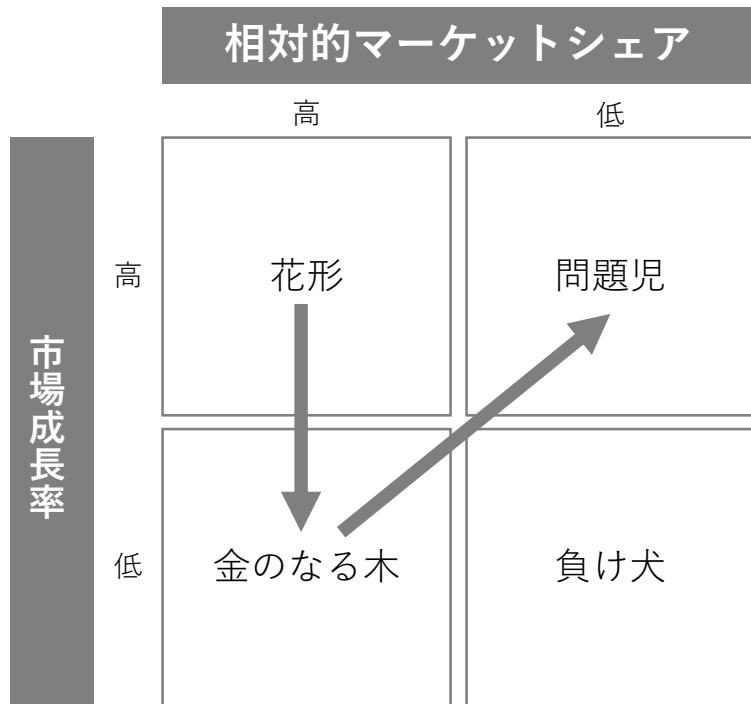 相対的マーケットシェア
高
低
市場成長率
高
花形
問題児
低
金のなる木
負け犬